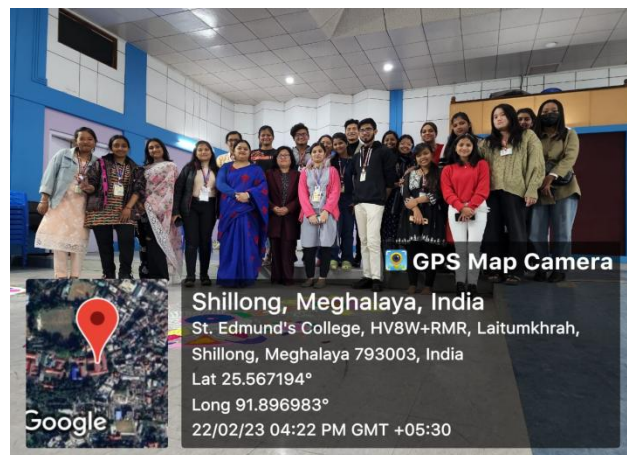 GPS Map Camera
Shillong, Meghalaya, India
St. Edmund's College, HV8W+RMR, Laitumkhrah,
Shillong, Meghalaya 793003, India
Lat 25.567194°
Long 91.896983°
22/02/23 04:22 PM GMT +05:30
Google